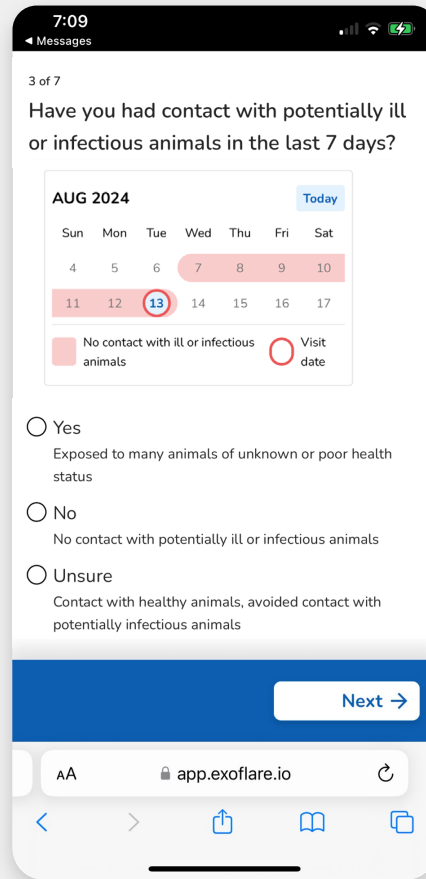 7:09
◀ Messages
3 of 7
Have you had contact with potentially ill
or infectious animals in the last 7 days?
AUG 2024
Today
Sun Mon Tue Wed Thu Fri Sat
4 5 6 7 8 9 10
11 12 13 14 15 16 17
No contact with ill or infectious
animals
Visit
date
Yes
Exposed to many animals of unknown or poor health
status
No
No contact with potentially ill or infectious animals
Unsure
Contact with healthy animals, avoided contact with
potentially infectious animals
Next →
AA
app.exoflare.io